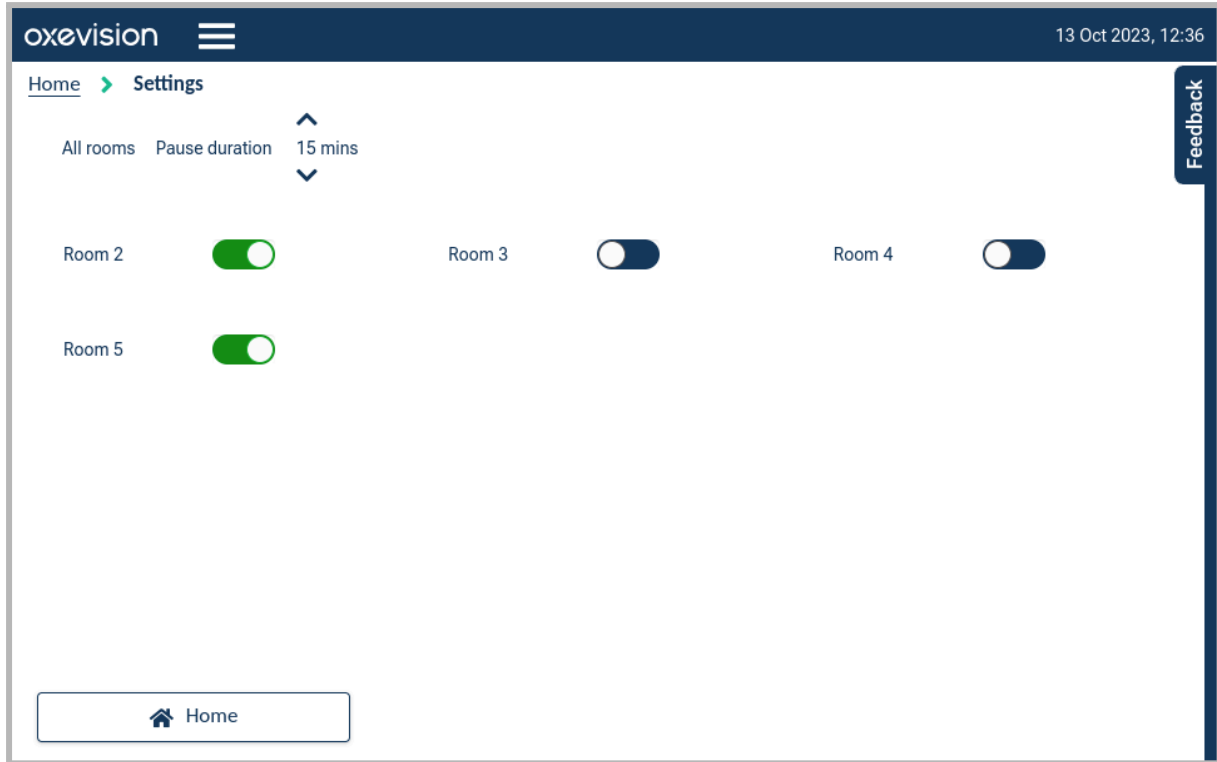 oxevision
13 Oct 2023, 12:36
Home Settings
Feedback
All rooms Pause duration 15 mins
Room 2 Room 3 Room 4
Room 5
Home